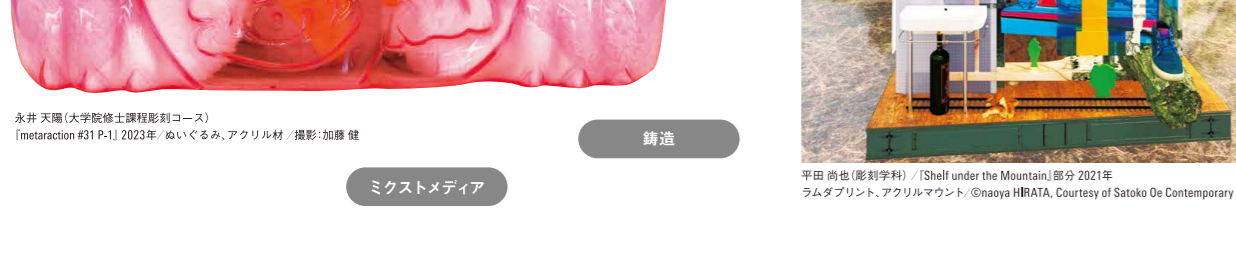 永井 天陽（大学院修士課程彫刻コース）
『metaraction #31 P-1』 2023年／ぬいぐるみ、アクリル材／撮影：加藤 健
鋳造
ミクストメディア
平田 尚也（彫刻学科）／『Shelf under the Mountain』部分 2021年
ラムダプリント、アクリルマウント／©naoya HIRATA, Courtesy of Satoko Oe Contemporary